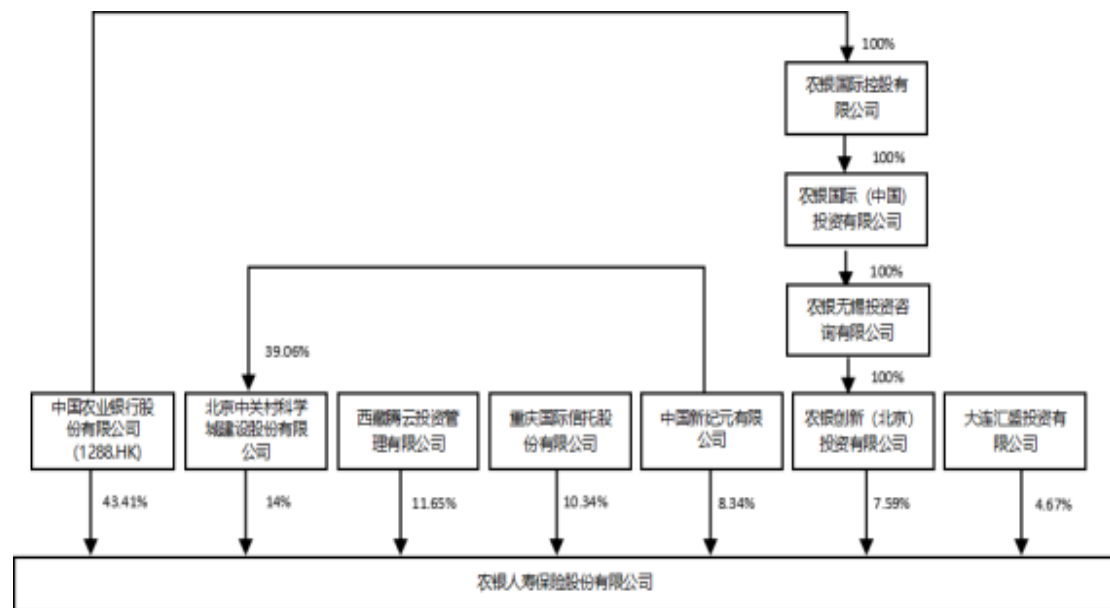 100%
农银国际控股有
限公司
100%
农银国际（中国）
投资有限公司
100%
农银无锡投资咨
询有限公司
39.06%
100%
中国农业银行股
份有限公司
(1288.HK)
北京中关村科学
城建设股份有限
公司
西藏腾云投资管
理有限公司
重庆国际信托股
份有限公司
中国新纪元有限
公司
农银创新（北京）
投资有限公司
大连汇盛投资有
限公司
43.41%
14%
11.65%
10.34%
8.34%
7.59%
4.67%
农银人寿保险股份有限公司